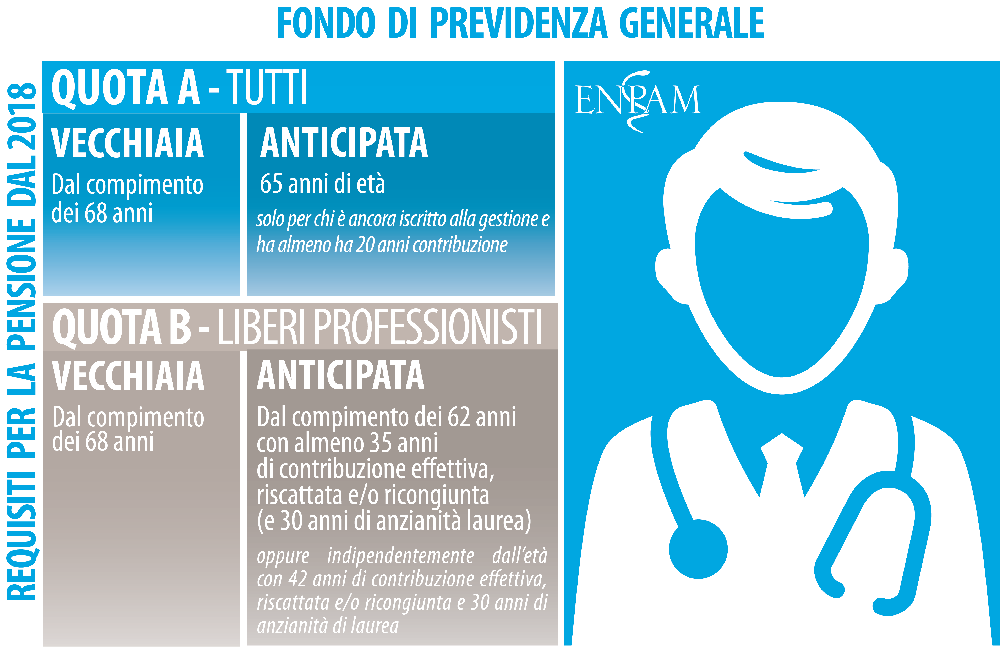 FONDO DI PREVIDENZA GENERALE
REQUISITI PER LA PENSIONE DAL 2018
QUOTA A - TUTTI
VECCHIAIA
Dal compimento
dei 68 anni
ANTICIPATA
65 anni di età
solo per chi è ancora iscritto alla gestione e
ha almeno ha 20 anni contribuzione
QUOTA B - LIBERI PROFESSIONISTI
VECCHIAIA
Dal compimento
dei 68 anni
ANTICIPATA
Dal compimento dei 62 anni
con almeno 35 anni
di contribuzione effettiva,
riscattata e/o ricongiunta
(e 30 anni di anzianità laurea)
oppure indipendentemente dall'età
con 42 anni di contribuzione effettiva,
riscattata e/o ricongiunta e 30 anni di
anzianità di laurea
ENPAM